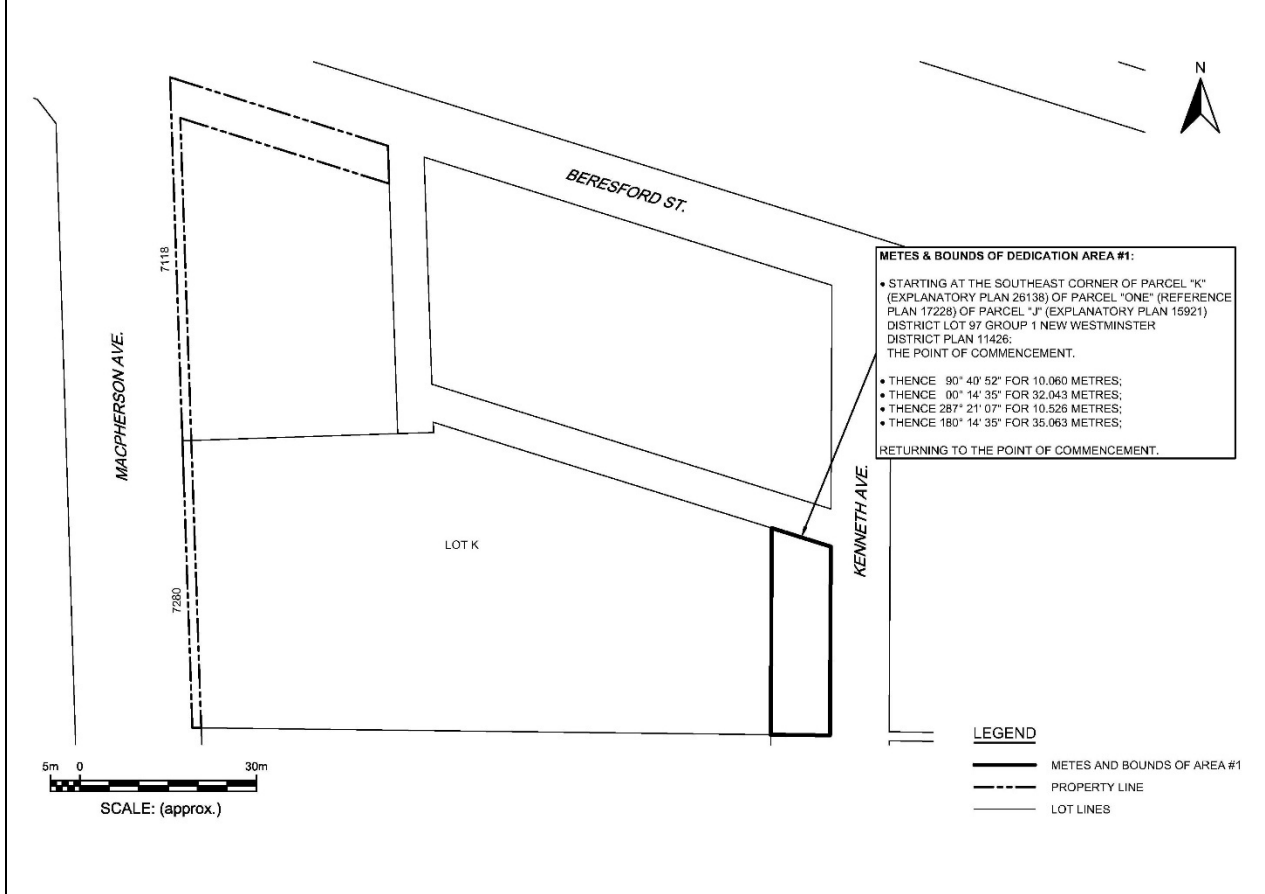 N
BERESFORD ST.
7118
MACPHERSON AVE.
METES & BOUNDS OF DEDICATION AREA #1:
• STARTING AT THE SOUTHEAST CORNER OF PARCEL "K"
(EXPLANATORY PLAN 26138) OF PARCEL "ONE" (REFERENCE
PLAN 17228) OF PARCEL "J" (EXPLANATORY PLAN 15921)
DISTRICT LOT 97 GROUP 1 NEW WESTMINSTER
DISTRICT PLAN 11426:
THE POINT OF COMMENCEMENT.
• THENCE 90° 40' 52" FOR 10.060 METRES;
• THENCE 00° 14' 35" FOR 32.043 METRES;
• THENCE 287° 21' 07" FOR 10.526 METRES;
• THENCE 180° 14' 35" FOR 35.063 METRES;
RETURNING TO THE POINT OF COMMENCEMENT.
KENNETH AVE.
LOT K
7280
5m 0 30m
SCALE: (approx.)
LEGEND
METES AND BOUNDS OF AREA #1
PROPERTY LINE
LOT LINES